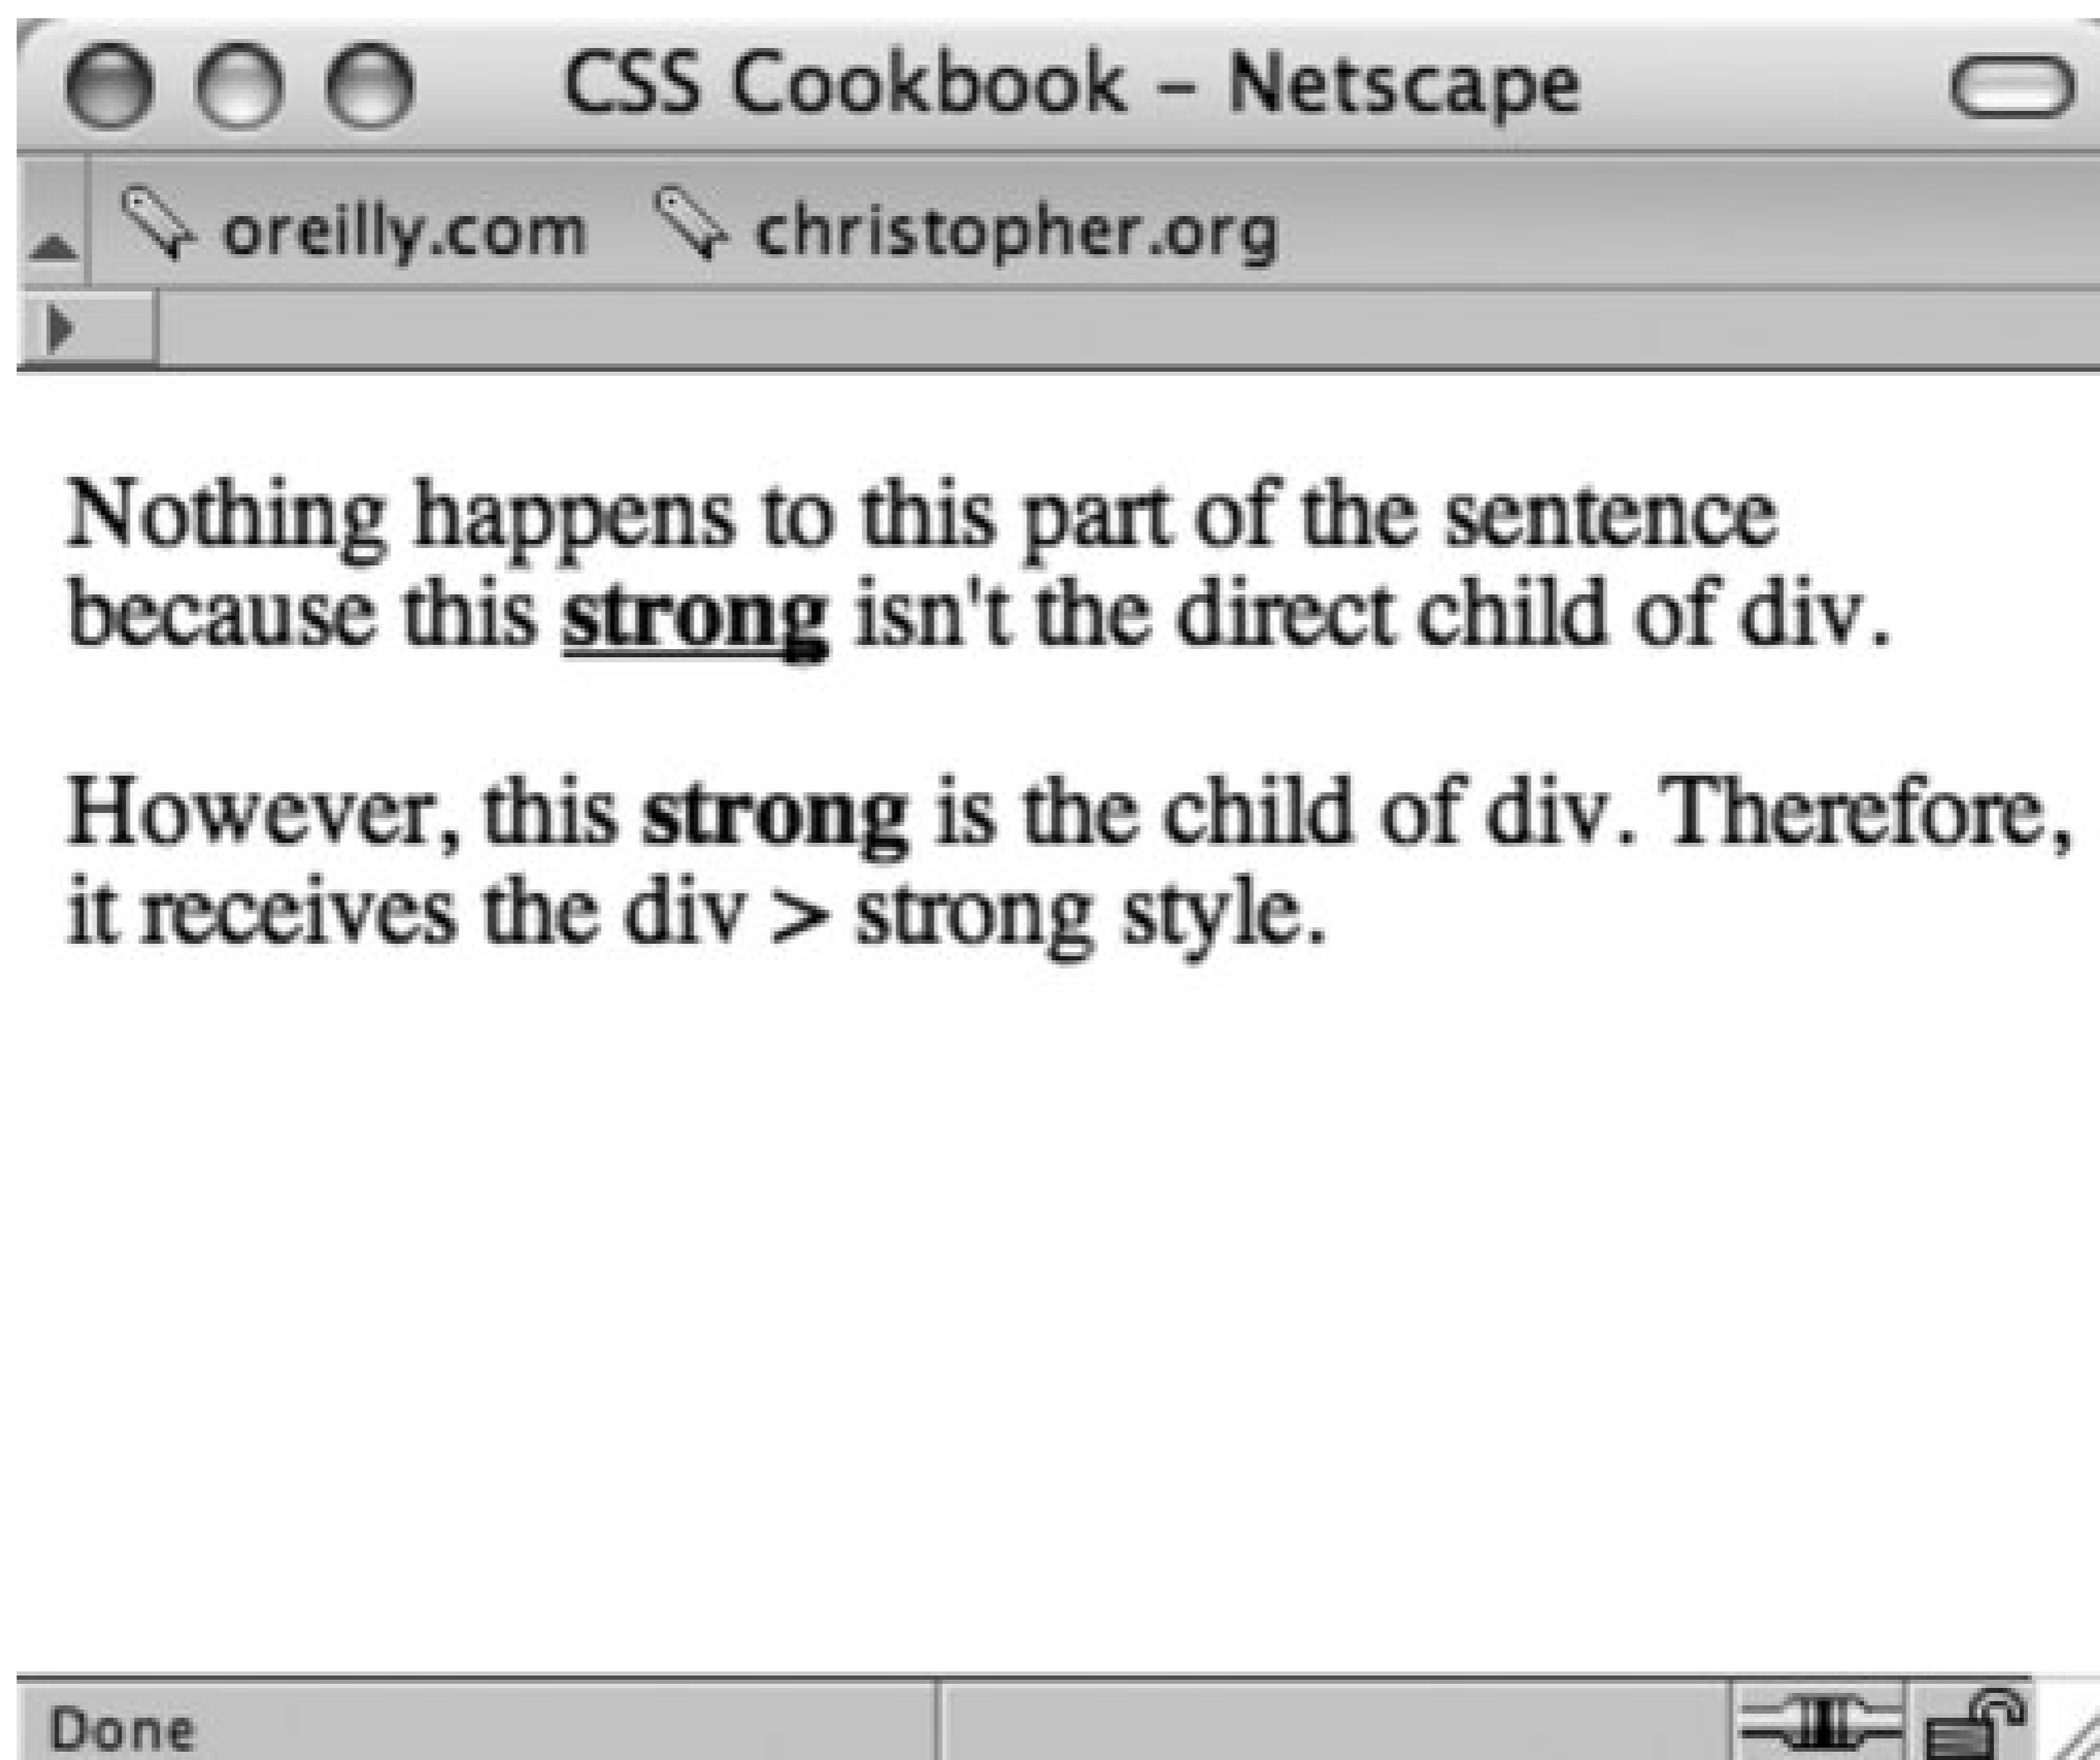 CSS Cookbook – Netscape
oreilly.com christopher.org
Nothing happens to this part of the sentence
because this strong isn't the direct child of div.
However, this strong is the child of div. Therefore,
it receives the div > strong style.
Done